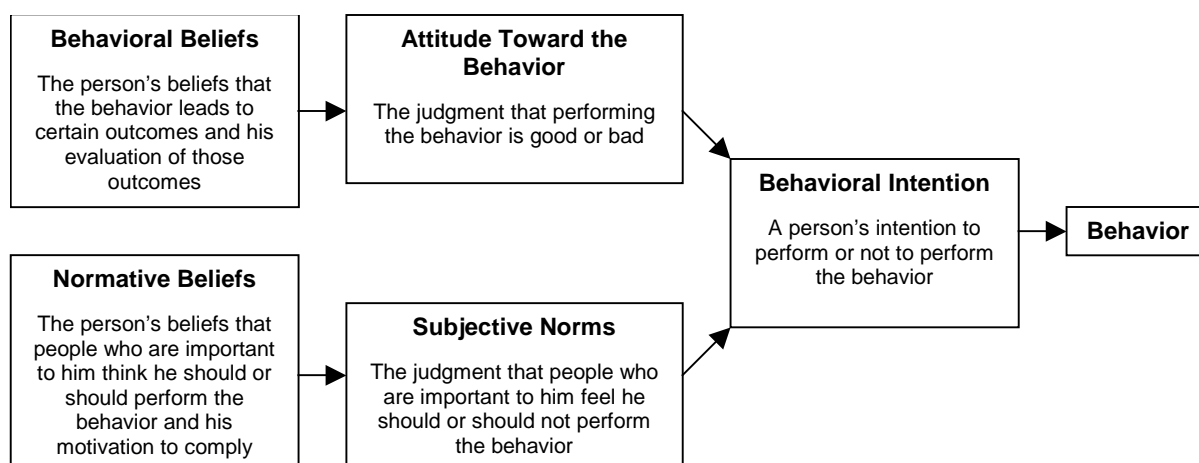 Behavioral Beliefs
The person’s beliefs that
the behavior leads to
certain outcomes and his
evaluation of those
outcomes
Attitude Toward the
Behavior
The judgment that performing
the behavior is good or bad
Normative Beliefs
The person’s beliefs that
people who are important
to him think he should or
should perform the
behavior and his
motivation to comply
Subjective Norms
The judgment that people who
are important to him feel he
should or should not perform
the behavior
Behavioral Intention
A person’s intention to
perform or not to perform
the behavior
Behavior